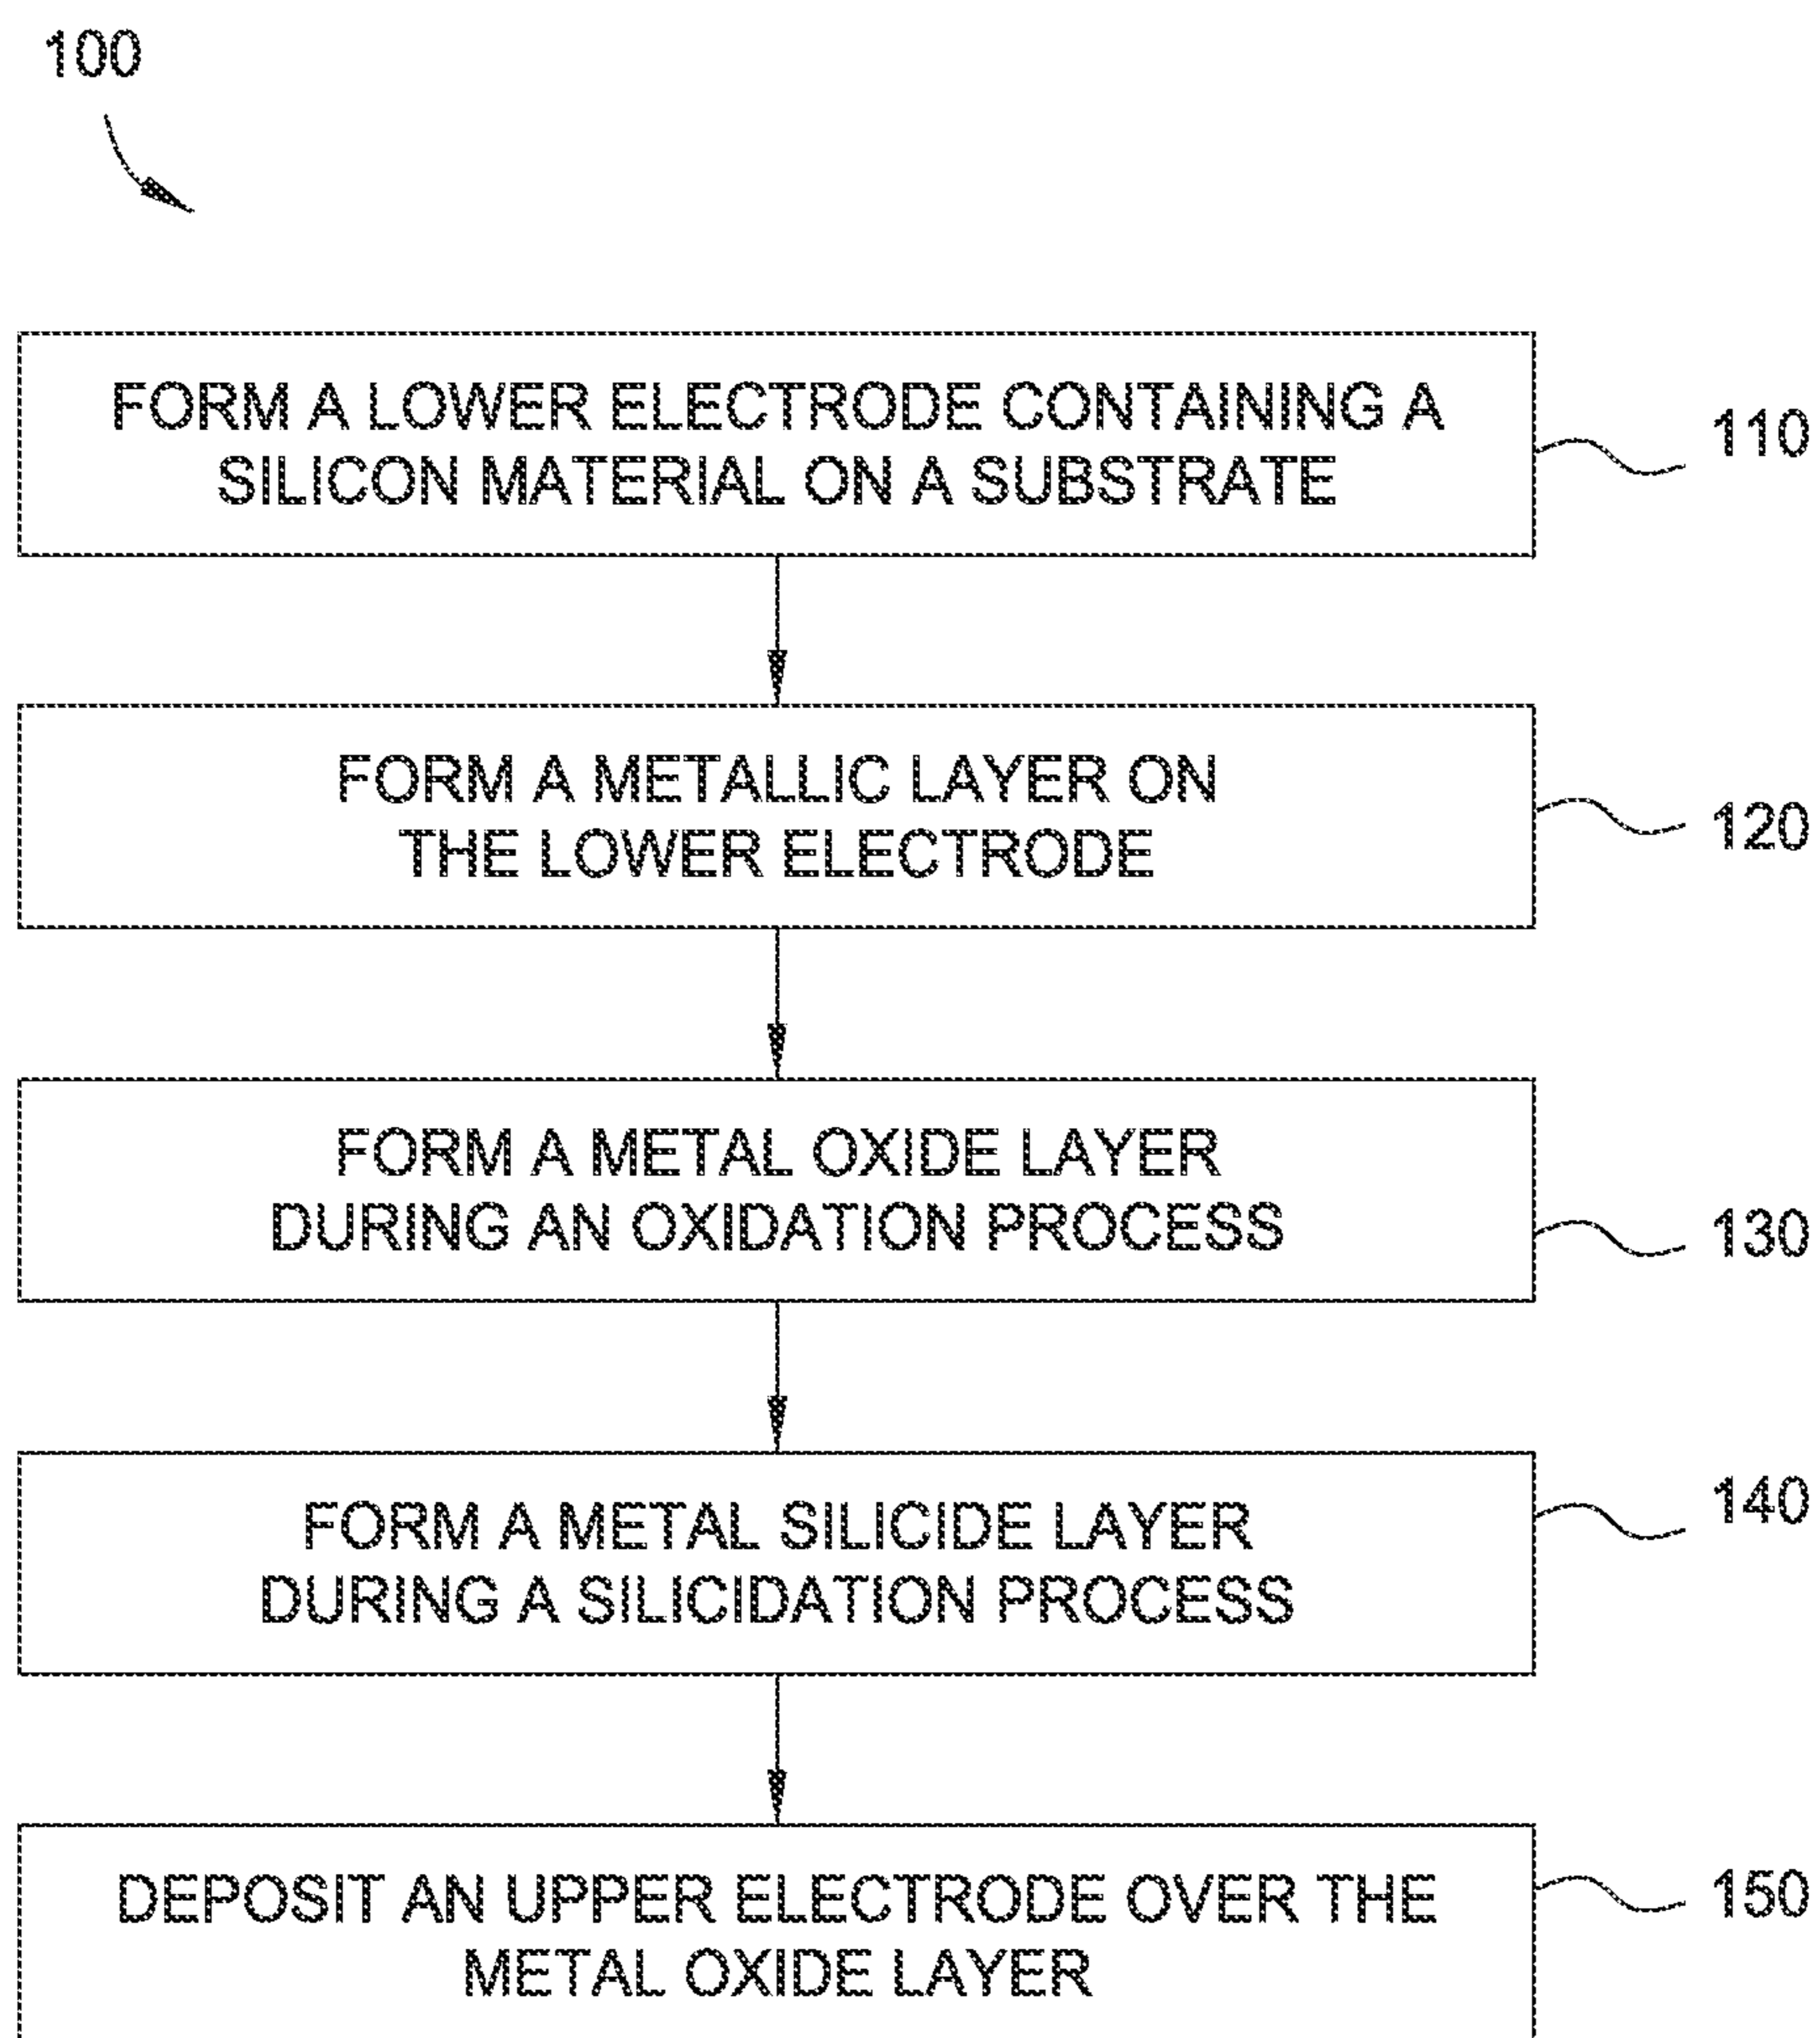 100
FORM A LOWER ELECTRODE CONTAINING A
SILICON MATERIAL ON A SUBSTRATE
110
FORM A METALLIC LAYER ON
THE LOWER ELECTRODE
120
FORM A METAL OXIDE LAYER
DURING AN OXIDATION PROCESS
130
FORM A METAL SILICIDE LAYER
DURING A SILICIDATION PROCESS
140
DEPOSIT AN UPPER ELECTRODE OVER THE
METAL OXIDE LAYER
150